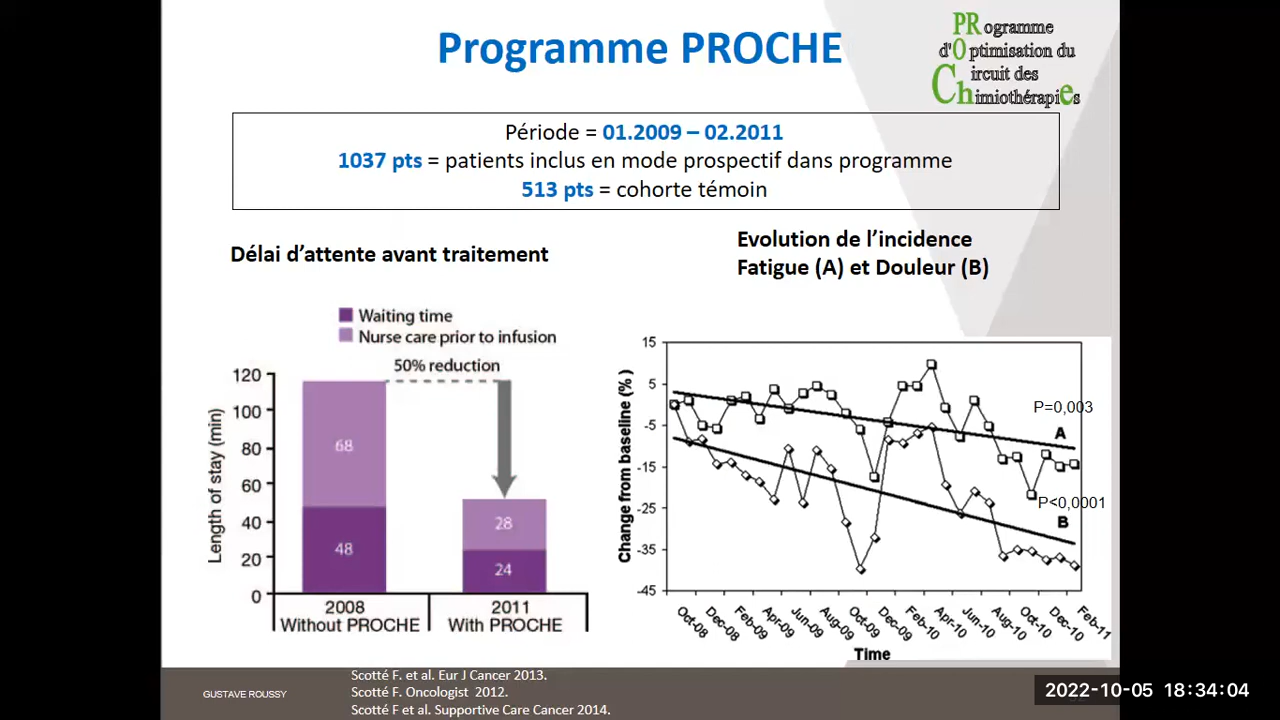 Programme PROCHE
PRogramme
d'Optimisation du
Circuit des
Chimiothérapies
Période = 01.2009 – 02.2011
1037 pts = patients inclus en mode prospectif dans programme
513 pts = cohorte témoin
Délai d'attente avant traitement
Waiting time
Nurse care prior to infusion
50% reduction
Length of stay (min)
120
100
80
60
40
20
0
68
48
28
24
2008
Without PROCHE
2011
With PROCHE
Evolution de l'incidence
Fatigue (A) et Douleur (B)
Change from baseline (%)
15
5
-5
-15
-25
-35
-45
P=0,003
A
P<0,0001
B
Oct-08
Dec-08
Feb-09
Apr-09
Jun-09
Aug-09
Oct-09
Dec-09
Feb-10
Apr-10
Jun-10
Aug-10
Oct-10
Dec-10
Feb-11
Time
GUSTAVE ROUSSY
Scotté F. et al. Eur J Cancer 2013.
Scotté F. Oncologist 2012.
Scotté F et al. Supportive Care Cancer 2014.
2022-10-05 18:34:04